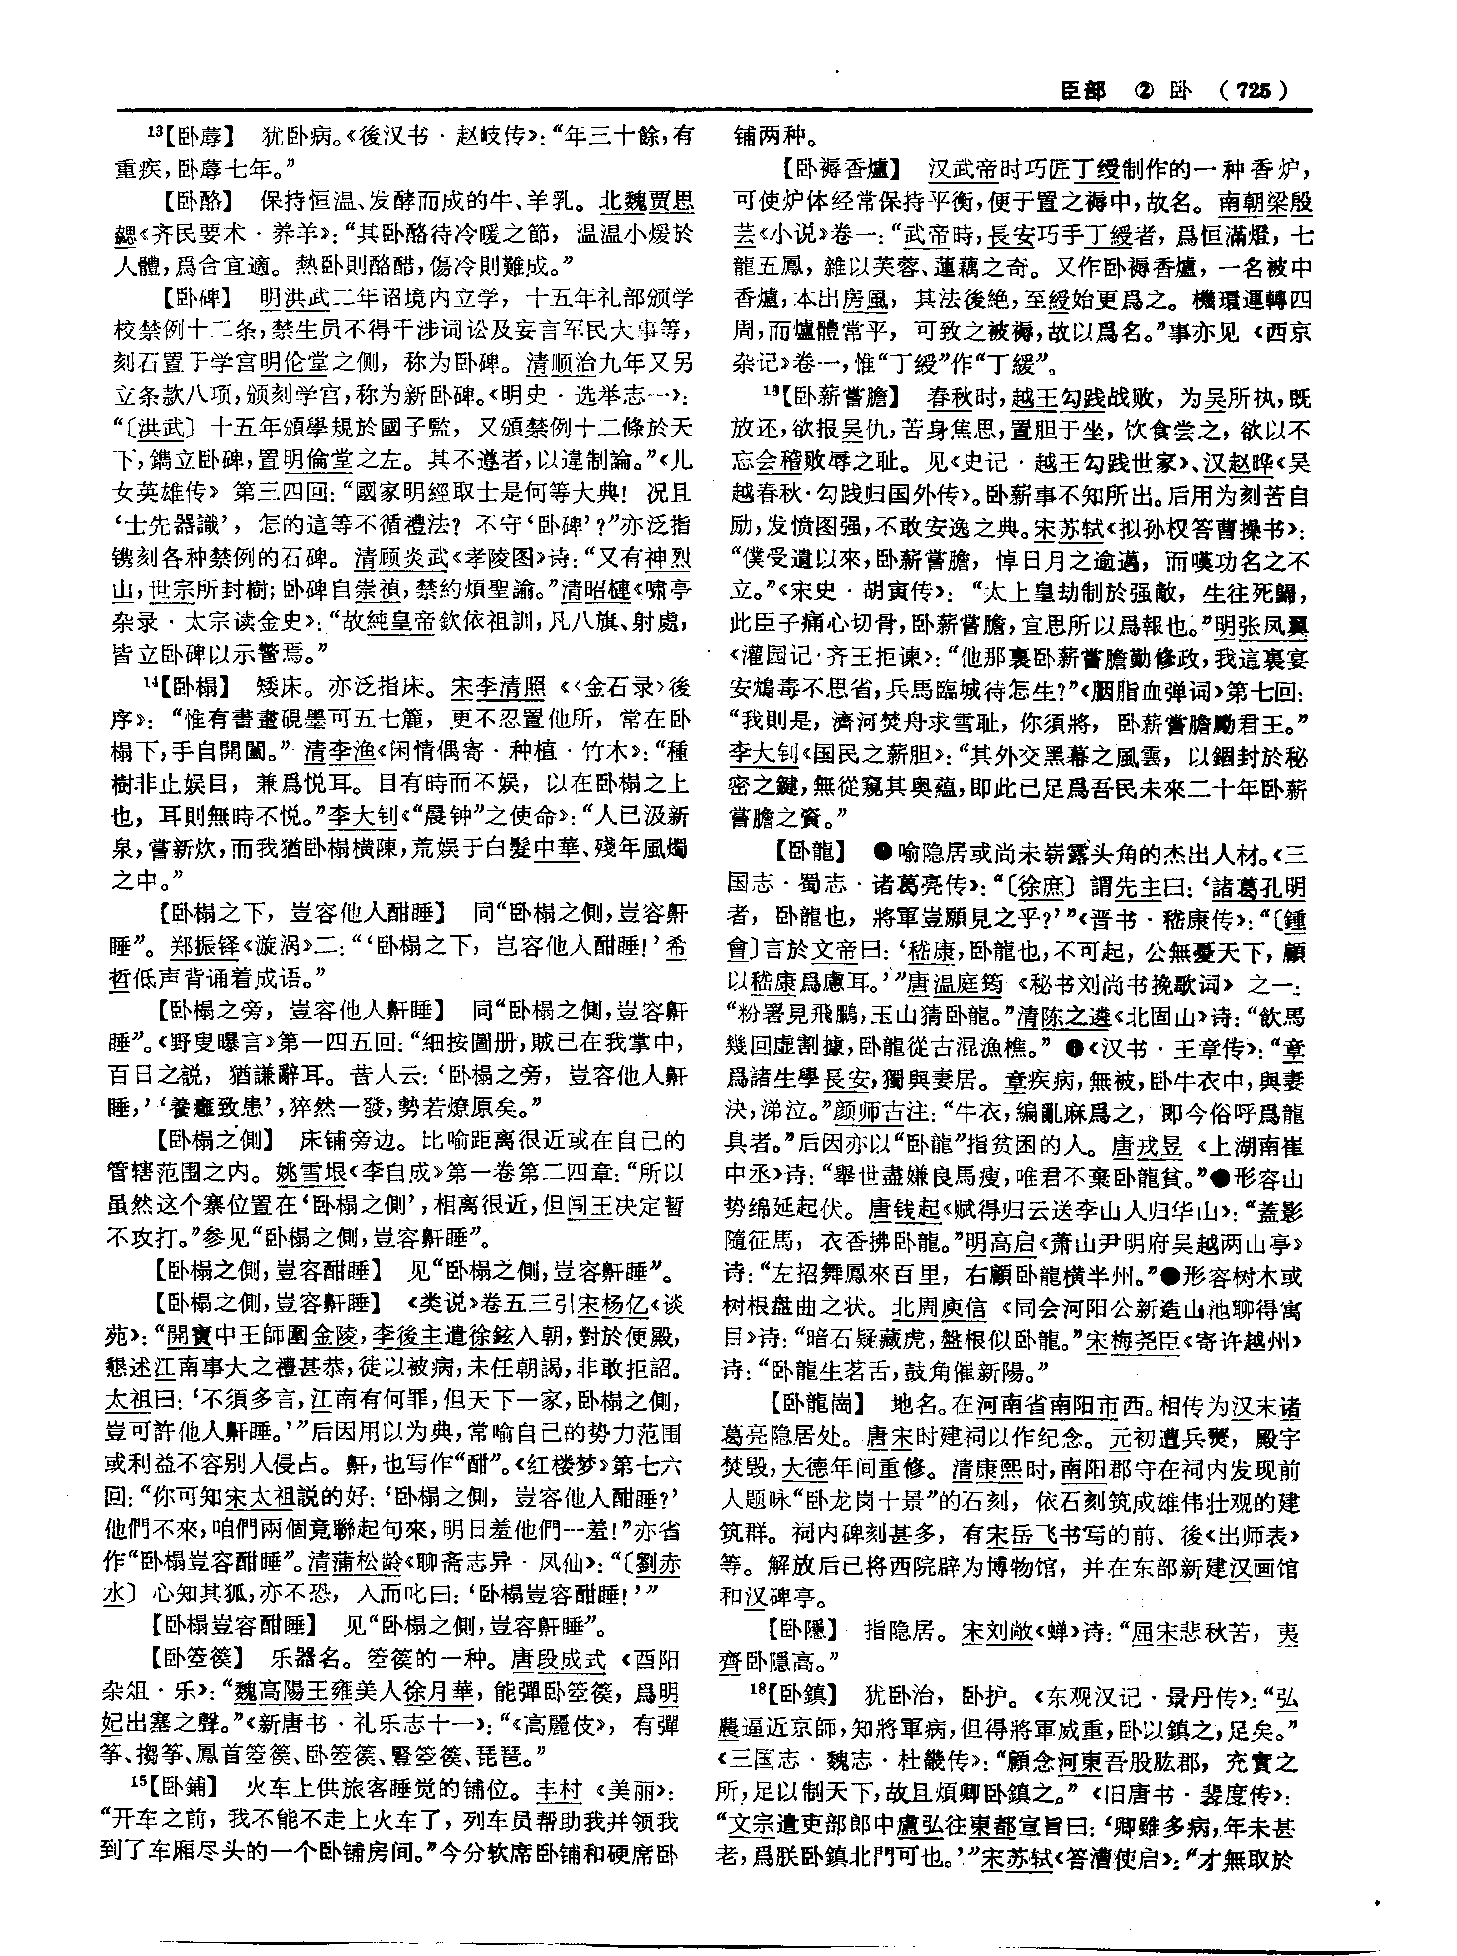 臣部 ② 卧 （725）
¹³【卧蓐】 犹卧病。《後汉书·赵岐传》：“年三十餘，有
重疾，卧蓐七年。”
【卧酪】 保持恒温、发酵而成的牛、羊乳。北魏贾思
勰《齐民要术·养羊》：“其卧酪待冷暖之節，温温小煖於
人體，爲合宜適。熱卧則酪醋，傷冷則難成。”
【卧碑】 明洪武二年诏境内立学，十五年礼部颁学
校禁例十二条，禁生员不得干涉词讼及妄言军民大事等，
刻石置于学宫明伦堂之侧，称为卧碑。清顺治九年又另
立条款八项，颁刻学宫，称为新卧碑。《明史·选举志一》：
“〔洪武〕十五年頒學規於國子監，又頒禁例十二條於天
下，鐫立卧碑，置明倫堂之左。其不遵者，以違制論。”《儿
女英雄传》第三四回：“國家明經取士是何等大典！况且
‘士先器識’，怎的這等不循禮法？不守‘卧碑’？”亦泛指
镌刻各种禁例的石碑。清顾炎武《孝陵图》诗：“又有神烈
山，世宗所封樹；卧碑自崇禎，禁約煩聖諭。”清昭槤《啸亭
杂录·太宗读金史》：“故純皇帝欽依祖訓，凡八旗、射處，
皆立卧碑以示警焉。”
¹⁴【卧榻】 矮床。亦泛指床。宋李清照《〈金石录〉後
序》：“惟有書畫硯墨可五七簏，更不忍置他所，常在卧
榻下，手自開闔。”清李渔《闲情偶寄·种植·竹木》：“種
樹非止娱目，兼爲悦耳。目有時而不娱，以在卧榻之上
也，耳則無時不悦。”李大钊《“晨钟”之使命》：“人已汲新
泉，嘗新炊，而我猶卧榻横陳，荒娱于白髮中華、殘年風燭
之中。”
【卧榻之下，豈容他人酣睡】 同“卧榻之側，豈容鼾
睡”。郑振铎《漩涡》二：“‘卧榻之下，岂容他人酣睡！’希
哲低声背诵着成语。”
【卧榻之旁，豈容他人鼾睡】 同“卧榻之側，豈容鼾
睡”。《野叟曝言》第一四五回：“細按圖册，賊已在我掌中，
百日之説，猶謙辭耳。昔人云：‘卧榻之旁，豈容他人鼾
睡，’‘養癰致患’，猝然一發，勢若燎原矣。”
【卧榻之側】 床铺旁边。比喻距离很近或在自己的
管辖范围之内。姚雪垠《李自成》第一卷第二四章：“所以
虽然这个寨位置在‘卧榻之侧’，相离很近，但闯王决定暂
不攻打。”参见“卧榻之側，豈容鼾睡”。
【卧榻之側，豈容酣睡】 见“卧榻之側，豈容鼾睡”。
【卧榻之側，豈容鼾睡】 《类说》卷五三引宋杨亿《谈
苑》：“開寶中王師圍金陵，李後主遣徐鉉入朝，對於便殿，
懇述江南事大之禮甚恭，徒以被病，未任朝謁，非敢拒詔。
太祖曰：‘不須多言，江南有何罪，但天下一家，卧榻之側，
豈可許他人鼾睡。’”后因用以为典，常喻自己的势力范围
或利益不容别人侵占。鼾，也写作“酣”。《红楼梦》第七六
回：“你可知宋太祖説的好：‘卧榻之側，豈容他人酣睡？’
他們不來，咱們兩個竟聯起句來，明日羞他們一羞！”亦省
作“卧榻豈容酣睡”。清蒲松龄《聊斋志异·凤仙》：“〔劉赤
水〕心知其狐，亦不恐，入而叱曰：‘卧榻豈容酣睡！’”
【卧榻豈容酣睡】 见“卧榻之側，豈容鼾睡”。
【卧箜篌】 乐器名。箜篌的一种。唐段成式《酉阳
杂俎·乐》：“魏高陽王雍美人徐月華，能彈卧箜篌，爲明
妃出塞之聲。”《新唐书·礼乐志十一》：“《高麗伎》，有彈
筝、搊筝、鳳首箜篌、卧箜篌、豎箜篌、琵琶。”
¹⁵【卧鋪】 火车上供旅客睡觉的铺位。丰村《美丽》：
“开车之前，我不能不走上火车了，列车员帮助我并领我
到了车厢尽头的一个卧铺房间。”今分软席卧铺和硬席卧
铺两种。
【卧褥香爐】 汉武帝时巧匠丁缓制作的一种香炉，
可使炉体经常保持平衡，便于置之褥中，故名。南朝梁殷
芸《小说》卷一：“武帝時，長安巧手丁綬者，爲恒滿燈，七
龍五鳳，雜以芙蓉、蓮藕之奇。又作卧褥香爐，一名被中
香爐，本出房風，其法後絶，至綬始更爲之。機環運轉四
周，而爐體常平，可致之被褥，故以爲名。”事亦见《西京
杂记》卷一，惟“丁綬”作“丁緩”。
¹³【卧薪嘗膽】 春秋时，越王勾践战败，为吴所执，既
放还，欲报吴仇，苦身焦思，置胆于坐，饮食尝之，欲以不
忘会稽败辱之耻。见《史记·越王勾践世家》、汉赵晔《吴
越春秋·勾践归国外传》。卧薪事不知所出。后用为刻苦自
励，发愤图强，不敢安逸之典。宋苏轼《拟孙权答曹操书》：
“僕受遺以來，卧薪嘗膽，悼日月之逾邁，而嘆功名之不
立。”《宋史·胡寅传》：“太上皇劫制於强敵，生往死歸，
此臣子痛心切骨，卧薪嘗膽，宜思所以爲報也。”明张凤翼
《灌园记·齐王拒谏》：“他那裏卧薪嘗膽勤修政，我這裏宴
安鴆毒不思省，兵馬臨城待怎生？”《胭脂血弹词》第七回：
“我則是，濟河焚舟求雪耻，你須將，卧薪嘗膽勵君王。”
李大钊《国民之薪胆》：“其外交黑幕之風雲，以錮封於秘
密之鍵，無從窺其奥藴，即此已足爲吾民未來二十年卧薪
嘗膽之資。”
【卧龍】 ❶喻隐居或尚未崭露头角的杰出人材。《三
国志·蜀志·诸葛亮传》：“〔徐庶〕謂先主曰：‘諸葛孔明
者，卧龍也，將軍豈願見之乎？’”《晋书·嵇康传》：“〔鍾
會〕言於文帝曰：‘嵇康，卧龍也，不可起，公無憂天下，顧
以嵇康爲慮耳。’”唐温庭筠《秘书刘尚书挽歌词》之一：
“粉署見飛鵬，玉山猜卧龍。”清陈之遴《北固山》诗：“飲馬
幾回虚割據，卧龍從古混漁樵。”❷《汉书·王章传》：“章
爲諸生學長安，獨與妻居。章疾病，無被，卧牛衣中，與妻
决，涕泣。”颜师古注：“牛衣，編亂麻爲之，即今俗呼爲龍
具者。”后因亦以“卧龍”指贫困的人。唐戎昱《上湖南崔
中丞》诗：“舉世盡嫌良馬瘦，唯君不棄卧龍貧。”❸形容山
势绵延起伏。唐钱起《赋得归云送李山人归华山》：“蓋影
隨征馬，衣香拂卧龍。”明高启《萧山尹明府吴越两山亭》
诗：“左招舞鳳來百里，右顧卧龍横半州。”❹形容树木或
树根盘曲之状。北周庾信《同会河阳公新造山池聊得寓
目》诗：“暗石疑藏虎，盤根似卧龍。”宋梅尧臣《寄许越州》
诗：“卧龍生茗舌，鼓角催新陽。”
【卧龍崗】 地名。在河南省南阳市西。相传为汉末诸
葛亮隐居处。唐宋时建祠以作纪念。元初遭兵燹，殿宇
焚毁，大德年间重修。清康熙时，南阳郡守在祠内发现前
人题咏“卧龙岗十景”的石刻，依石刻筑成雄伟壮观的建
筑群。祠内碑刻甚多，有宋岳飞书写的前、後《出师表》
等。解放后已将西院辟为博物馆，并在东部新建汉画馆
和汉碑亭。
【卧隱】 指隐居。宋刘敞《蝉》诗：“屈宋悲秋苦，夷
齊卧隱高。”
¹⁸【卧鎮】 犹卧治，卧护。《东观汉记·景丹传》：“弘
農逼近京師，知將軍病，但得將軍威重，卧以鎮之，足矣。”
《三国志·魏志·杜畿传》：“顧念河東吾股肱郡，充實之
所，足以制天下，故且煩卿卧鎮之。”《旧唐书·裴度传》：
“文宗遣吏部郎中盧弘往東都宣旨曰：‘卿雖多病，年未甚
老，爲朕卧鎮北門可也。’”宋苏轼《答漕使启》：“才無取於